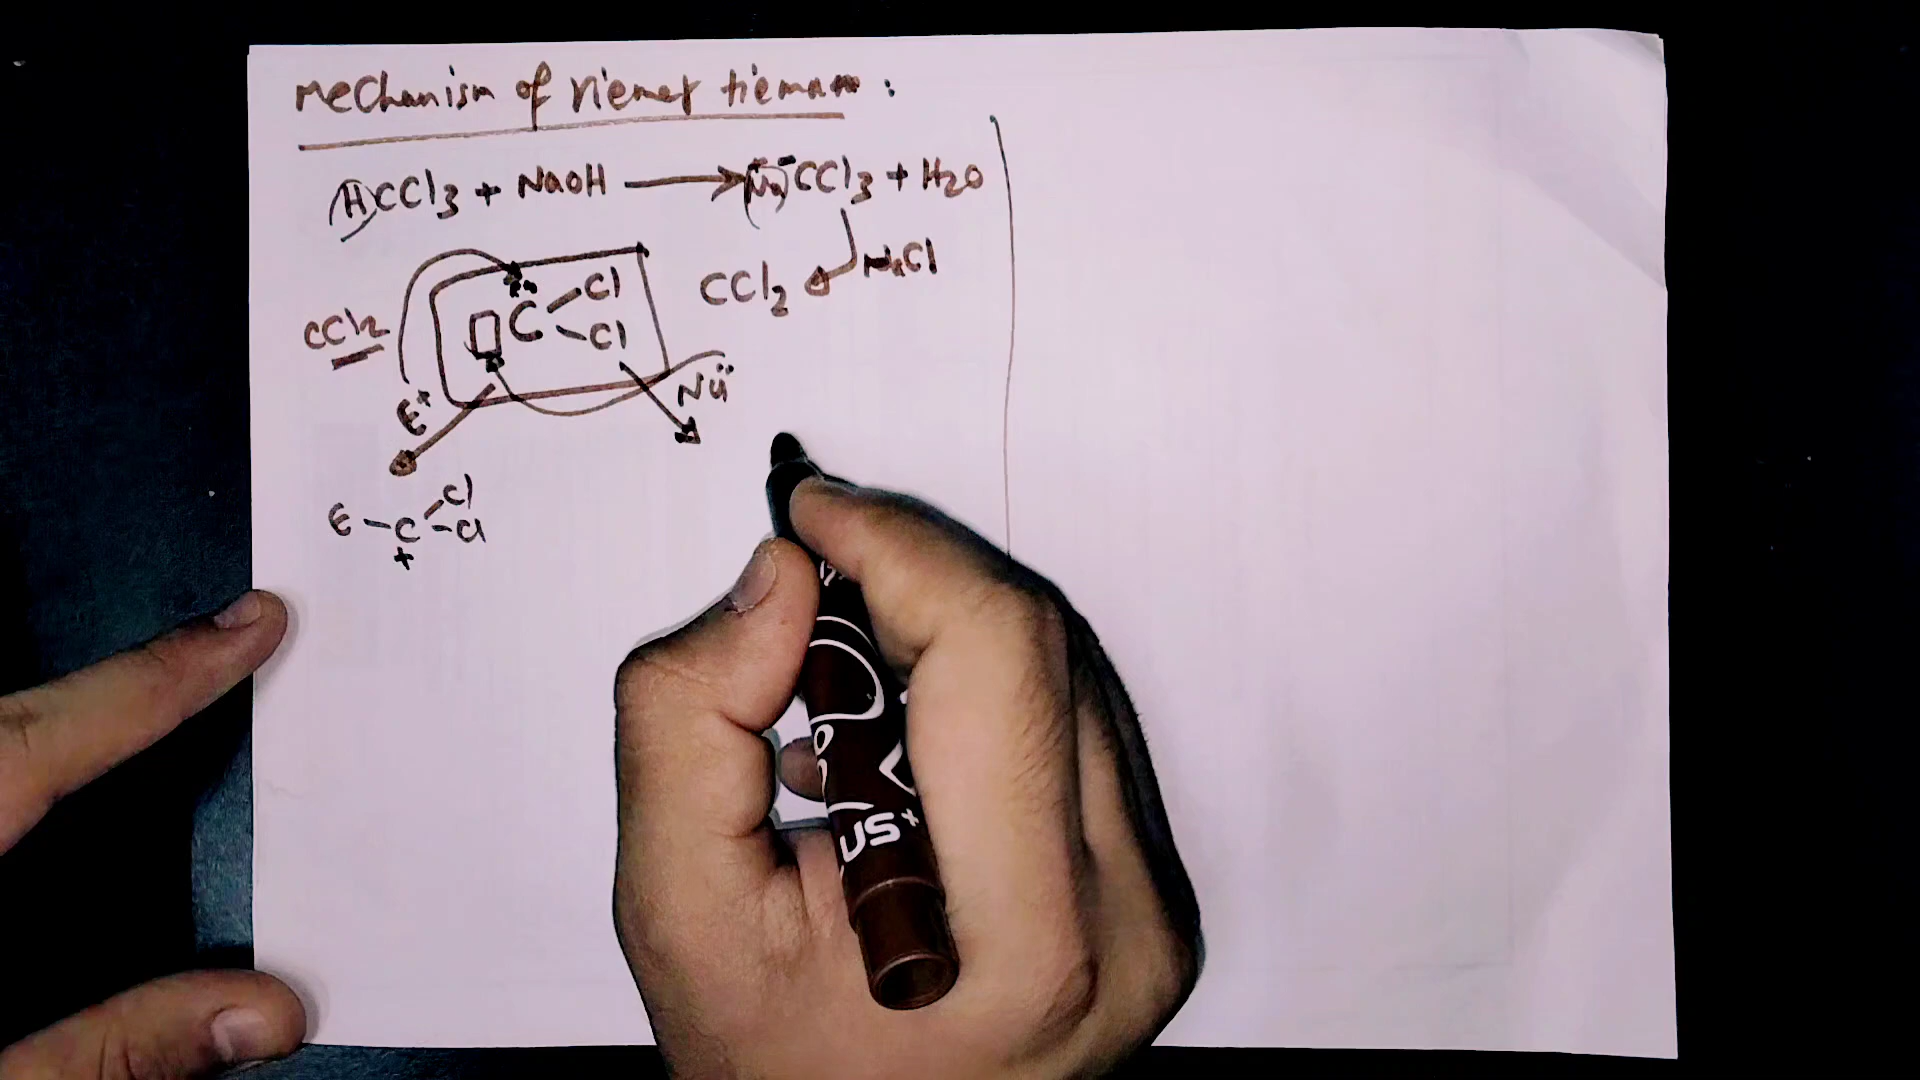 Mechanism of riemer tiemann :
HCCl3 + NaOH → NaCCl3 + H2O
NaCl
CCl2
CCl2
C
Cl
Cl
E+
Nu
E - C - Cl
Cl
+
US+